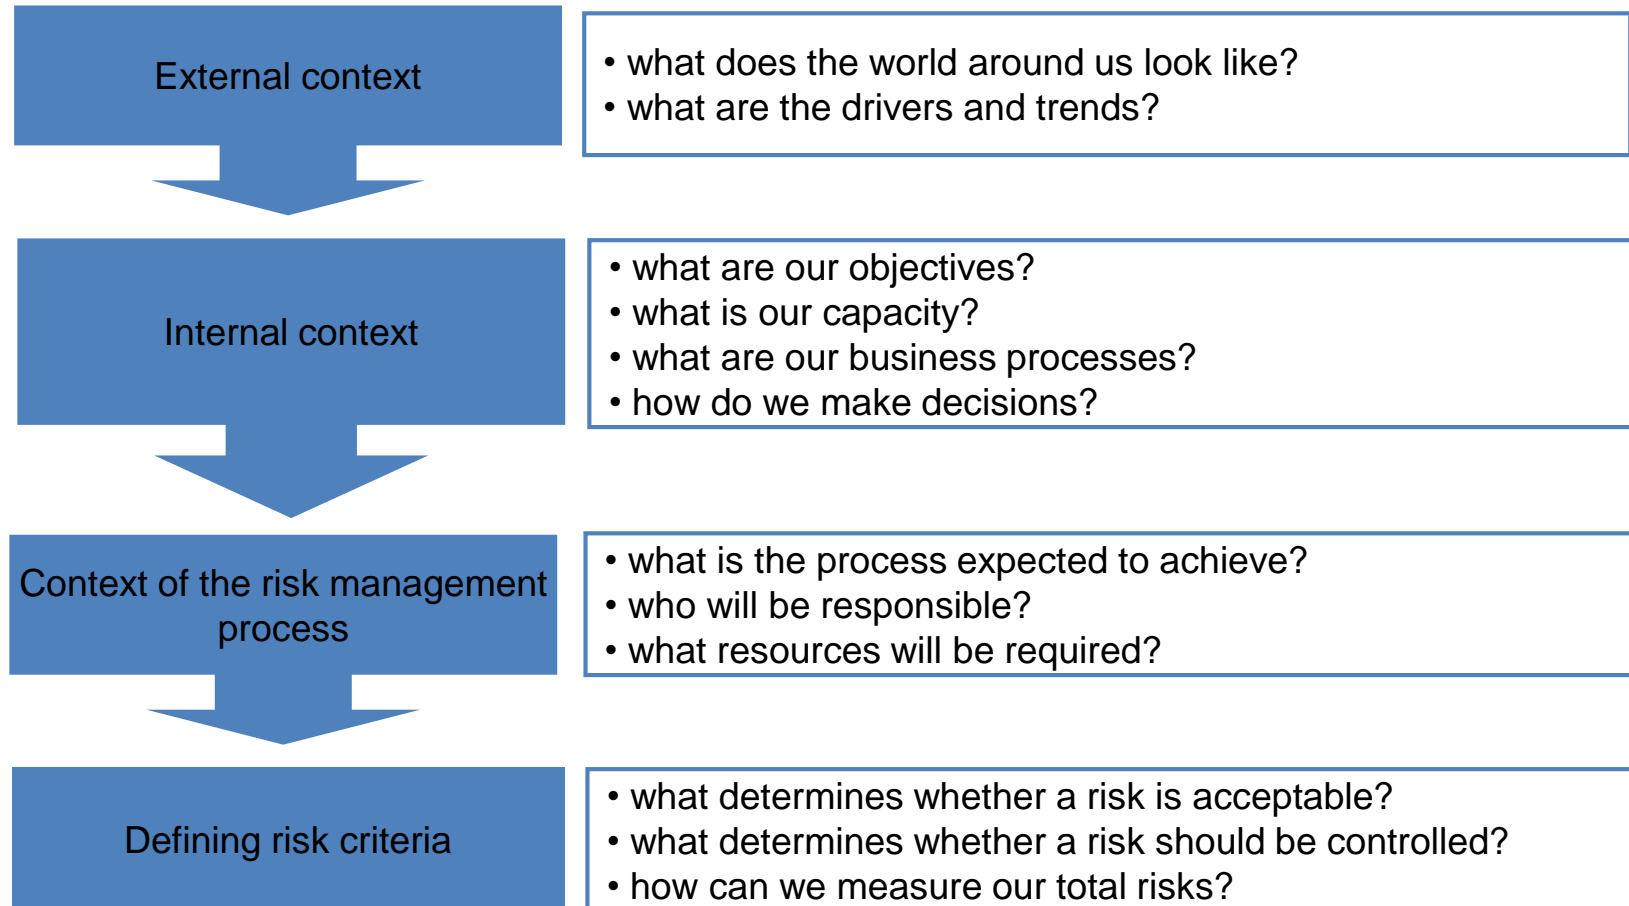 External context
• what does the world around us look like?
• what are the drivers and trends?
Internal context
• what are our objectives?
• what is our capacity?
• what are our business processes?
• how do we make decisions?
Context of the risk management
process
• what is the process expected to achieve?
• who will be responsible?
• what resources will be required?
Defining risk criteria
• what determines whether a risk is acceptable?
• what determines whether a risk should be controlled?
• how can we measure our total risks?